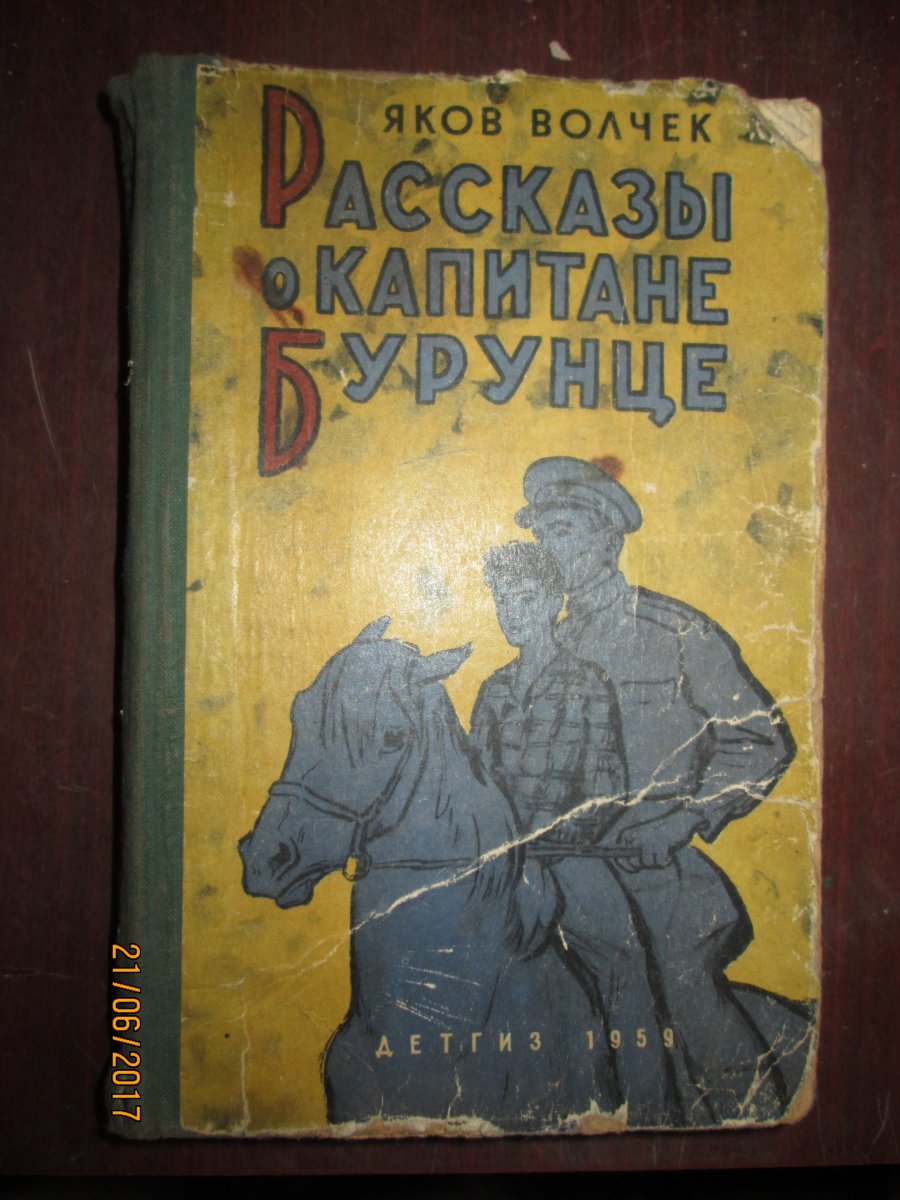 ЯКОВ ВОЛЧЕК
РАССКАЗЫ
О КАПИТАНЕ
БУРУНЦЕ
ДЕТГИЗ 1959
21/06/2017